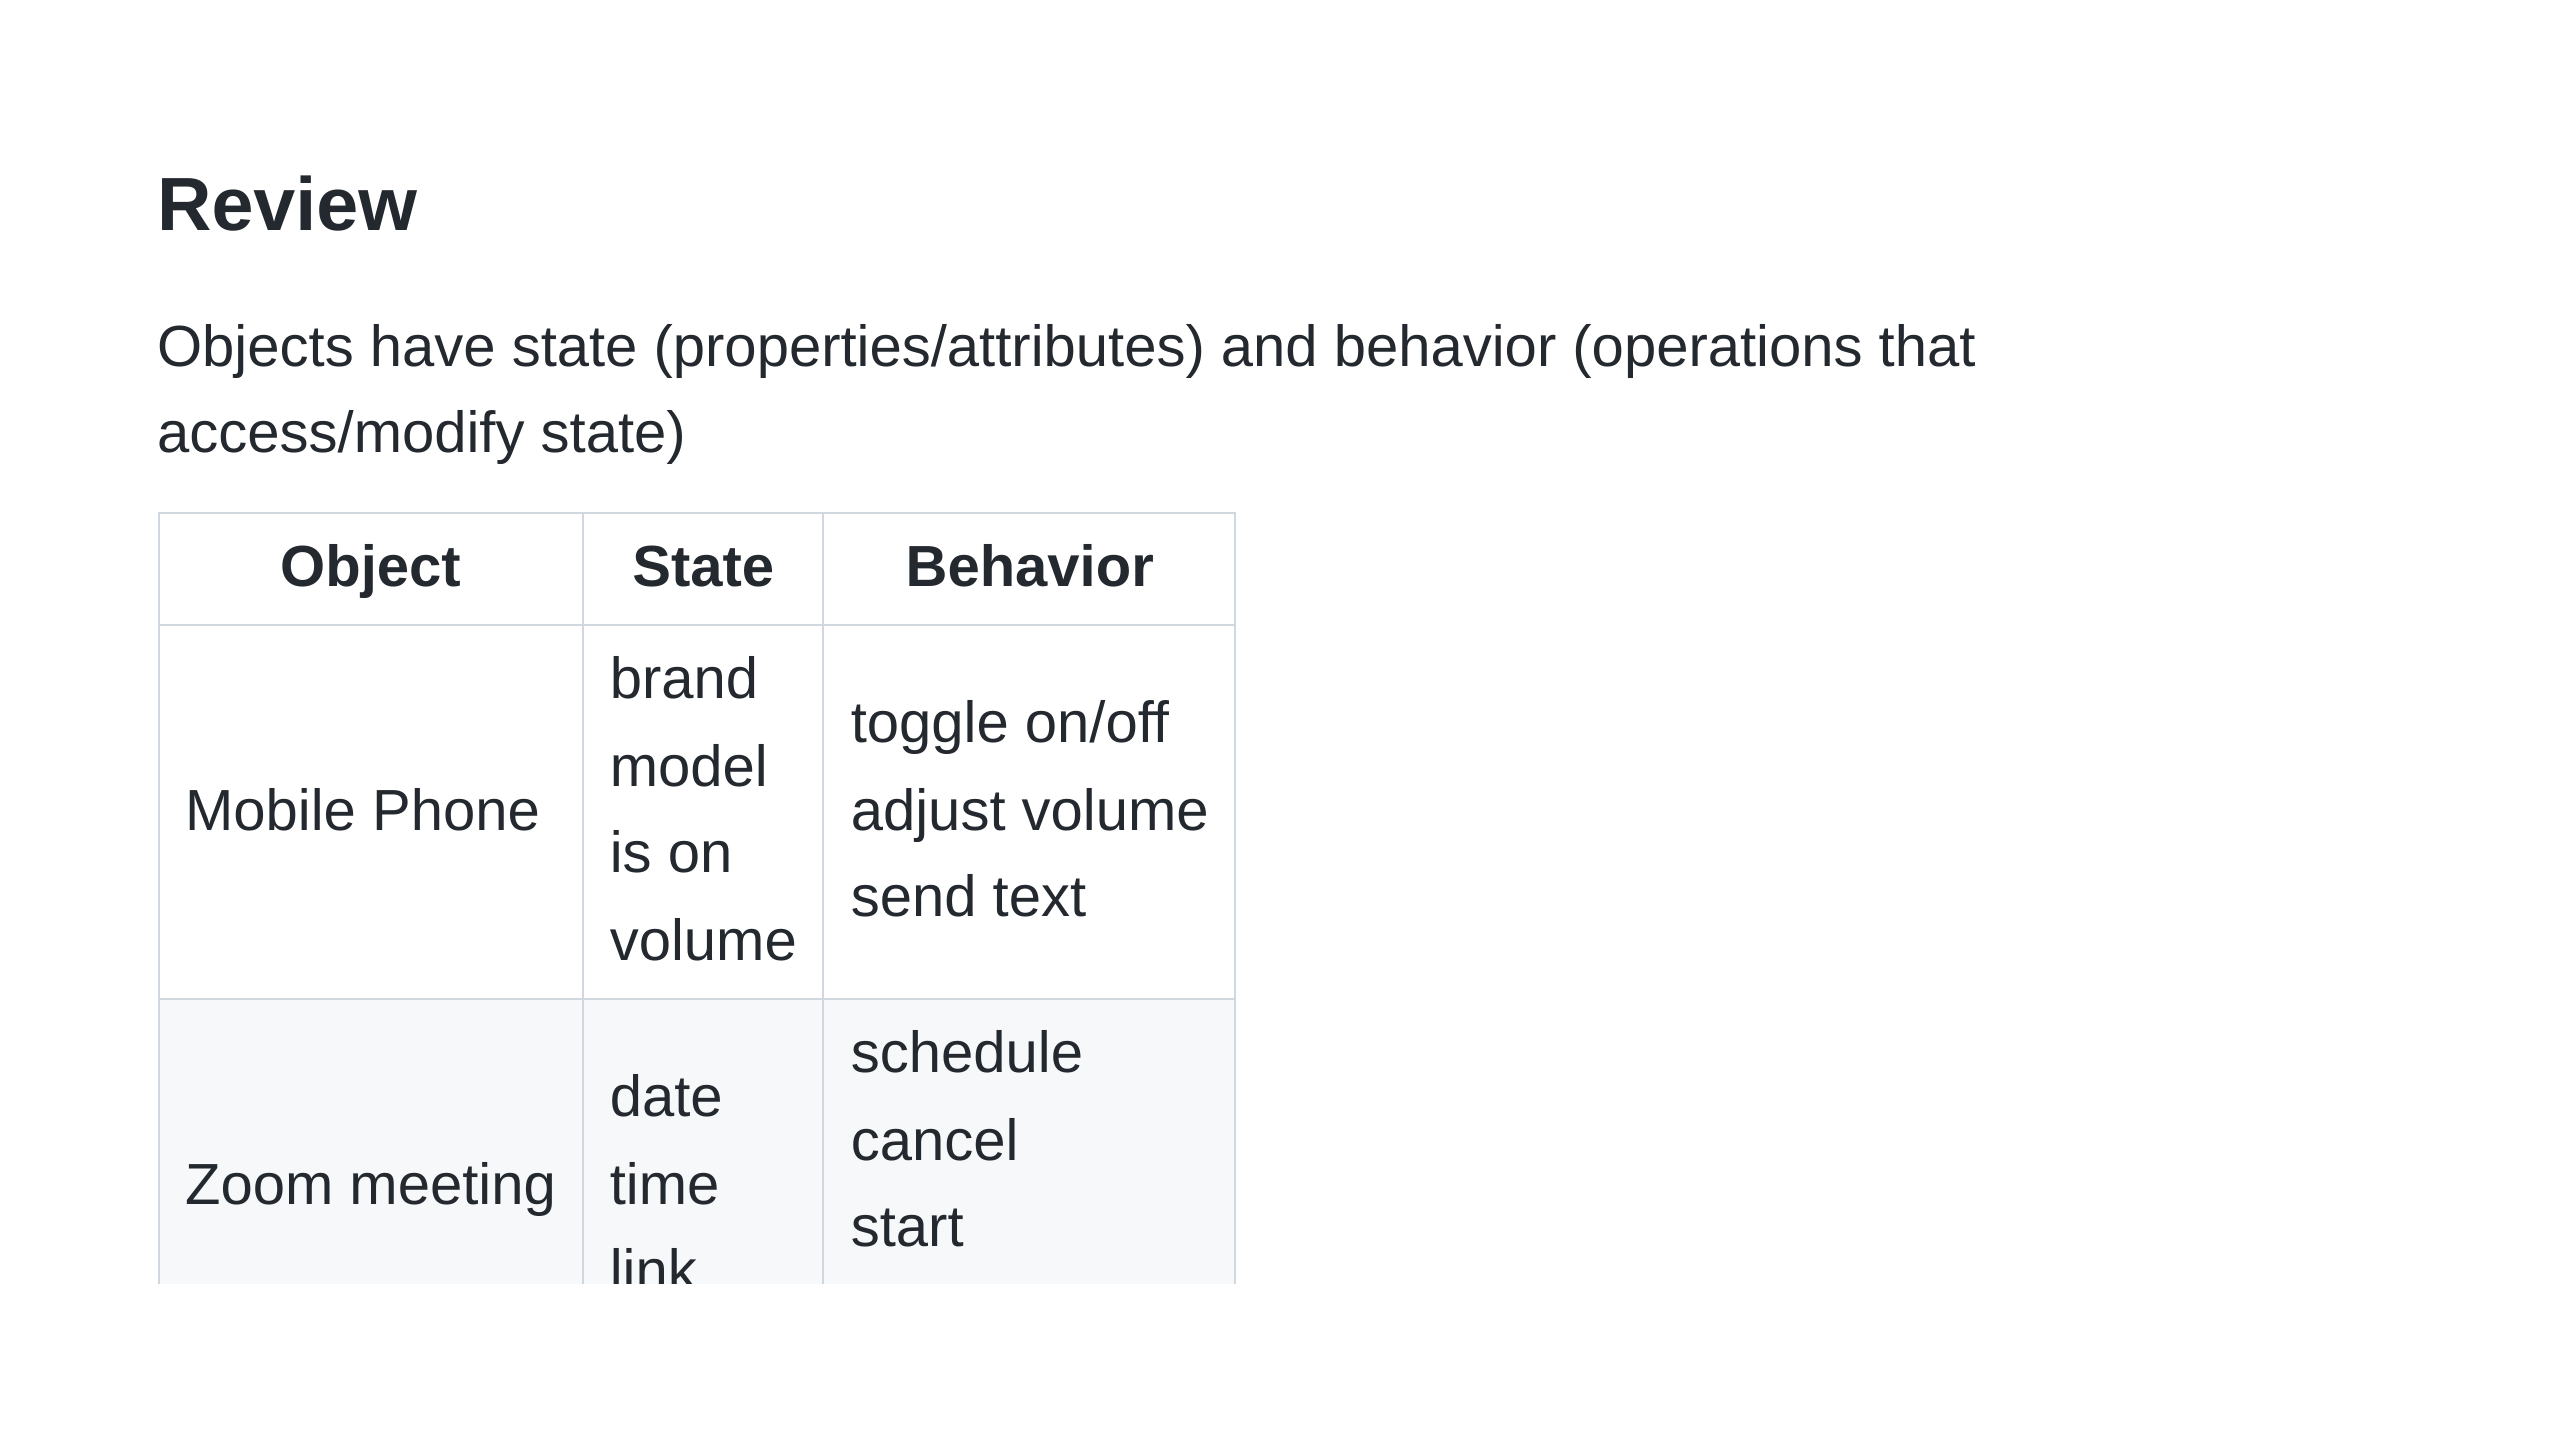 Review
Objects have state (properties/attributes) and behavior (operations that
access/modify state)
Object State Behavior
Mobile Phone
brand
model
is on
volume
toggle on/off
adjust volume
send text
Zoom meeting
date
time
link
schedule
cancel
start